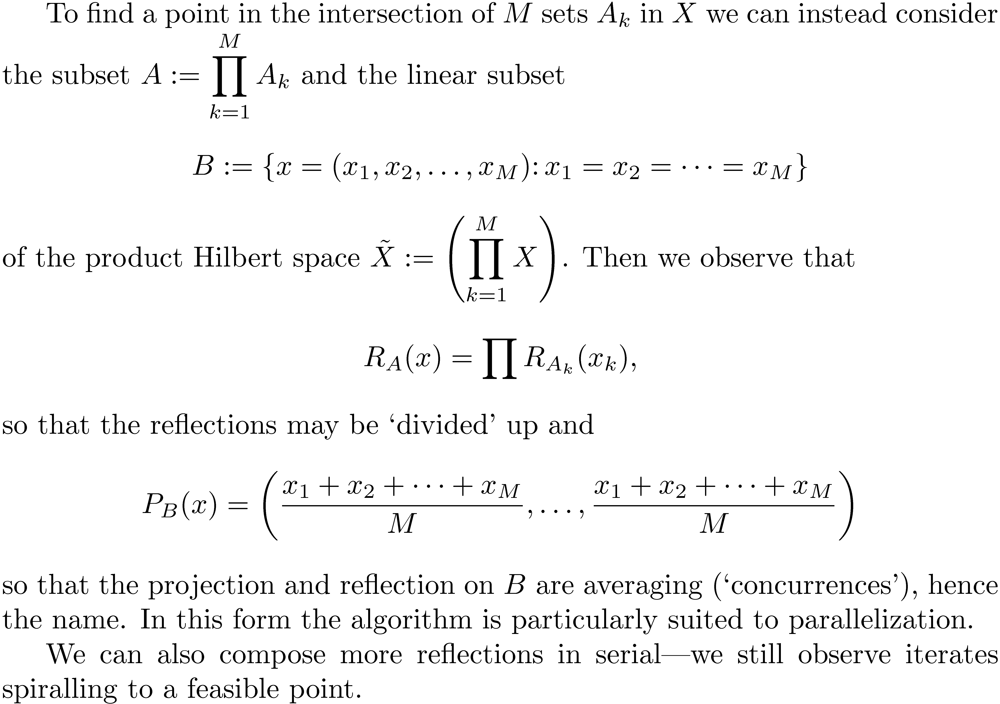 To find a point in the intersection of $M$ sets $A_k$ in $X$ we can instead consider
the subset $A := \prod_{k=1}^{M} A_k$ and the linear subset
$B := \{x = (x_1, x_2, \ldots, x_M) \colon x_1 = x_2 = \cdots = x_M\}$
of the product Hilbert space $\tilde{X} := \left( \prod_{k=1}^{M} X \right)$. Then we observe that
$R_A(x) = \prod R_{A_k}(x_k),$
so that the reflections may be ‘divided’ up and
$P_B(x) = \left( \frac{x_1 + x_2 + \cdots + x_M}{M}, \ldots, \frac{x_1 + x_2 + \cdots + x_M}{M} \right)$
so that the projection and reflection on $B$ are averaging (‘concurrences’), hence
the name. In this form the algorithm is particularly suited to parallelization.
We can also compose more reflections in serial—we still observe iterates
spiralling to a feasible point.